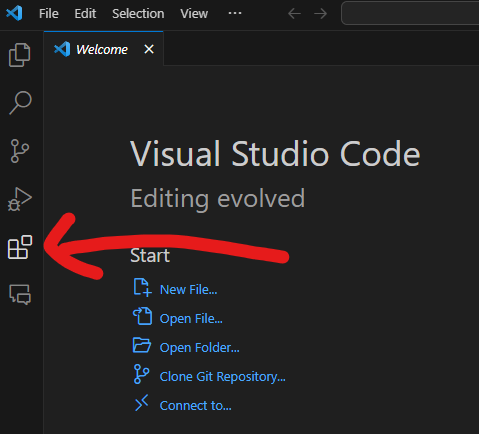 File Edit Selection View ...
Welcome
Visual Studio Code
Editing evolved
Start
New File...
Open File...
Open Folder...
Clone Git Repository...
Connect to...